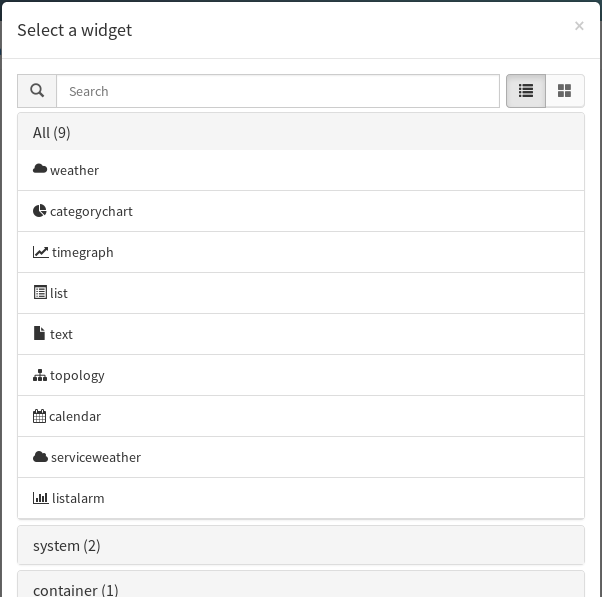 Select a widget
×
Search
All (9)
weather
categorychart
timegraph
list
text
topology
calendar
serviceweather
listalarm
system (2)
container (1)